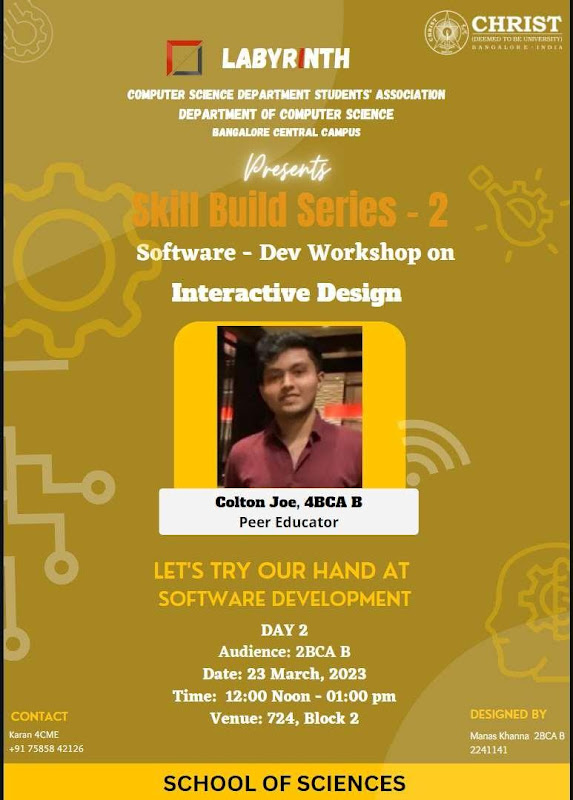 CHRIST
(DEEMED TO BE UNIVERSITY)
BANGALORE · INDIA
LABYRINTH
COMPUTER SCIENCE DEPARTMENT STUDENTS' ASSOCIATION
DEPARTMENT OF COMPUTER SCIENCE
BANGALORE CENTRAL CAMPUS
Presents
Skill Build Series - 2
Software - Dev Workshop on
Interactive Design
Colton Joe, 4BCA B
Peer Educator
LET'S TRY OUR HAND AT
SOFTWARE DEVELOPMENT
DAY 2
Audience: 2BCA B
Date: 23 March, 2023
Time: 12:00 Noon - 01:00 pm
Venue: 724, Block 2
CONTACT
Karan 4CME
+91 75858 42126
DESIGNED BY
Manas Khanna 2BCA B
2241141
SCHOOL OF SCIENCES